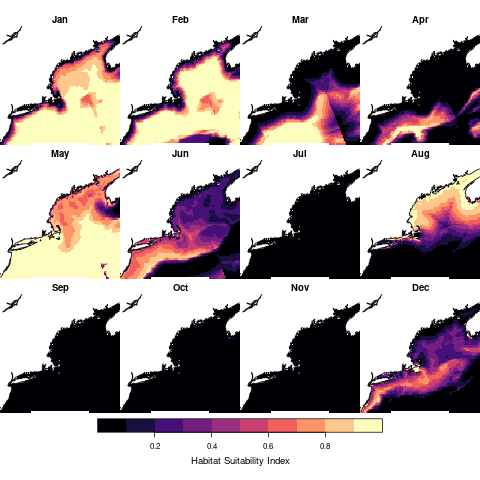 Jan Feb Mar Apr
May Jun Jul Aug
Sep Oct Nov Dec
0.2 0.4 0.6 0.8
Habitat Suitability Index